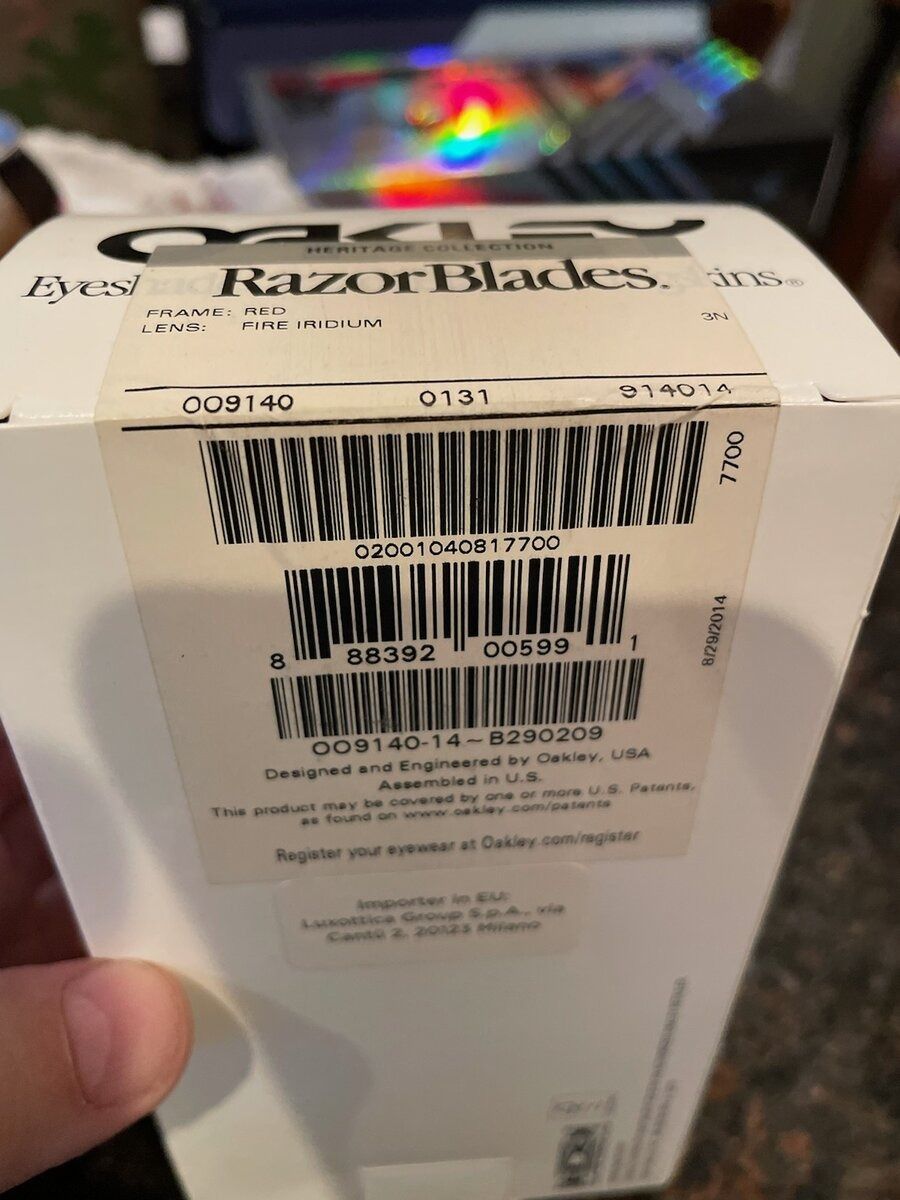 OAKLEY
HERITAGE COLLECTION
Eyesh
RazorBlades.
kins®
FRAME: RED
LENS: FIRE IRIDIUM
3N
OO9140 0131 914014
7700
02001040817700
8 88392 00599 1
8/29/2014
OO9140-14~B290209
Designed and Engineered by Oakley, USA
Assembled in U.S.
This product may be covered by one or more U.S. Patents,
as found on www.oakley.com/patents
Register your eyewear at Oakley.com/register
Importer in EU:
Luxottica Group S.p.A., via
Cantù 2, 20123 Milano